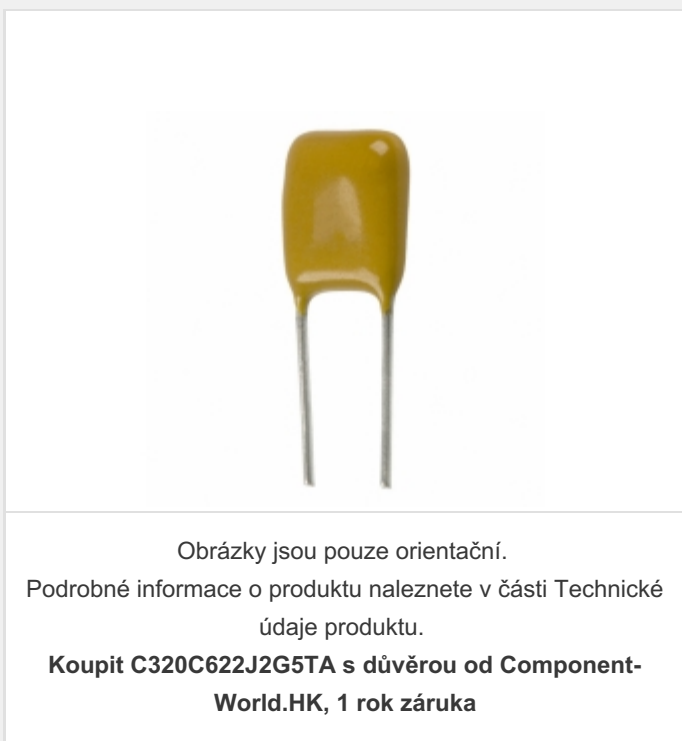 Obrázky jsou pouze orientační.
Podrobné informace o produktu naleznete v části Technické
údaje produktu.
Koupit C320C622J2G5TA s důvěrou od Component-
World.HK, 1 rok záruka